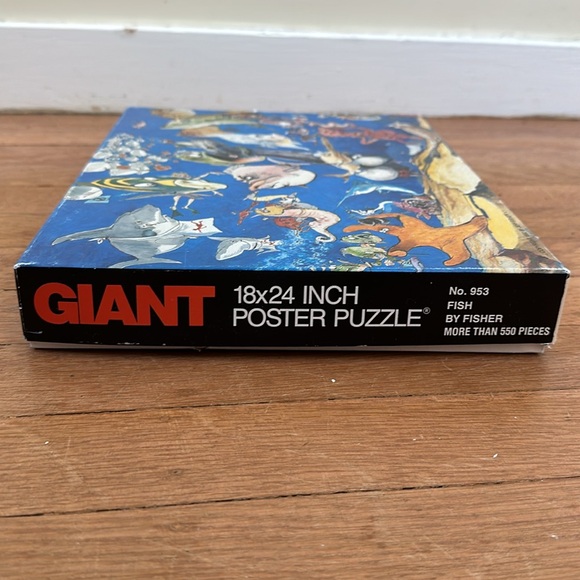 GIANT
18x24 INCH
POSTER PUZZLE®
No. 953
FISH
BY FISHER
MORE THAN 550 PIECES